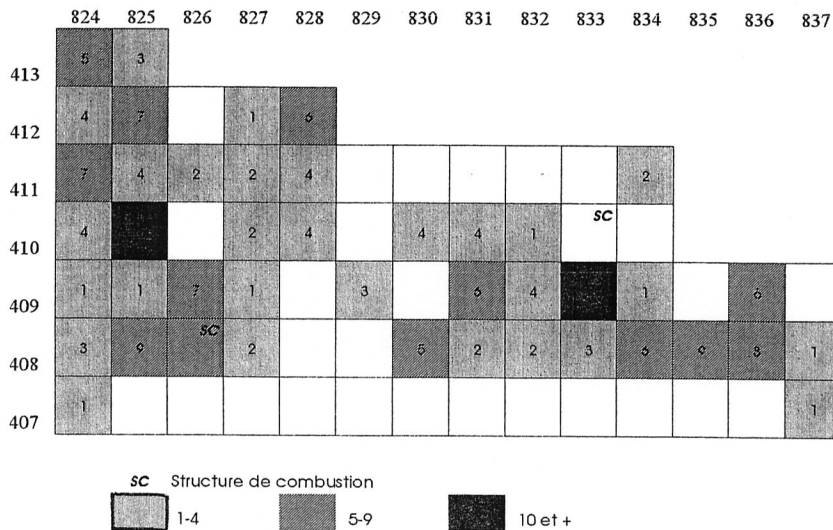 824 825 826 827 828 829 830 831 832 833 834 835 836 837
413 5 3
412 4 7 1 6
411 7 4 2 2 4 2
410 4 2 4 4 4 1 SC
409 1 1 7 1 3 6 4 1 6
408 3 9 SC 2 5 2 2 3 6 9 8 1
407 1 1
SC Structure de combustion
1-4 5-9 10 et +